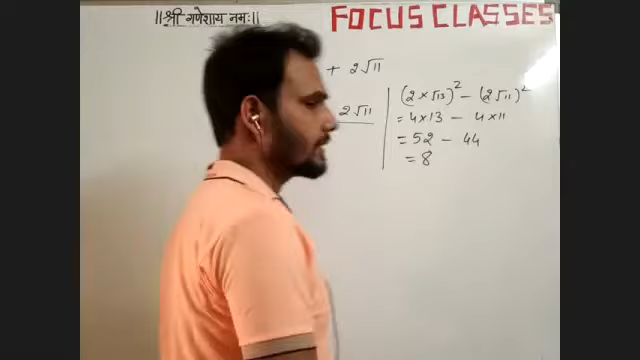 ||श्री गणेशाय नमः||
FOCUS CLASSES
+ 2√11
2√11
(2×√13)² - (2√11)²
= 4×13 - 4×11
= 52 - 44
= 8